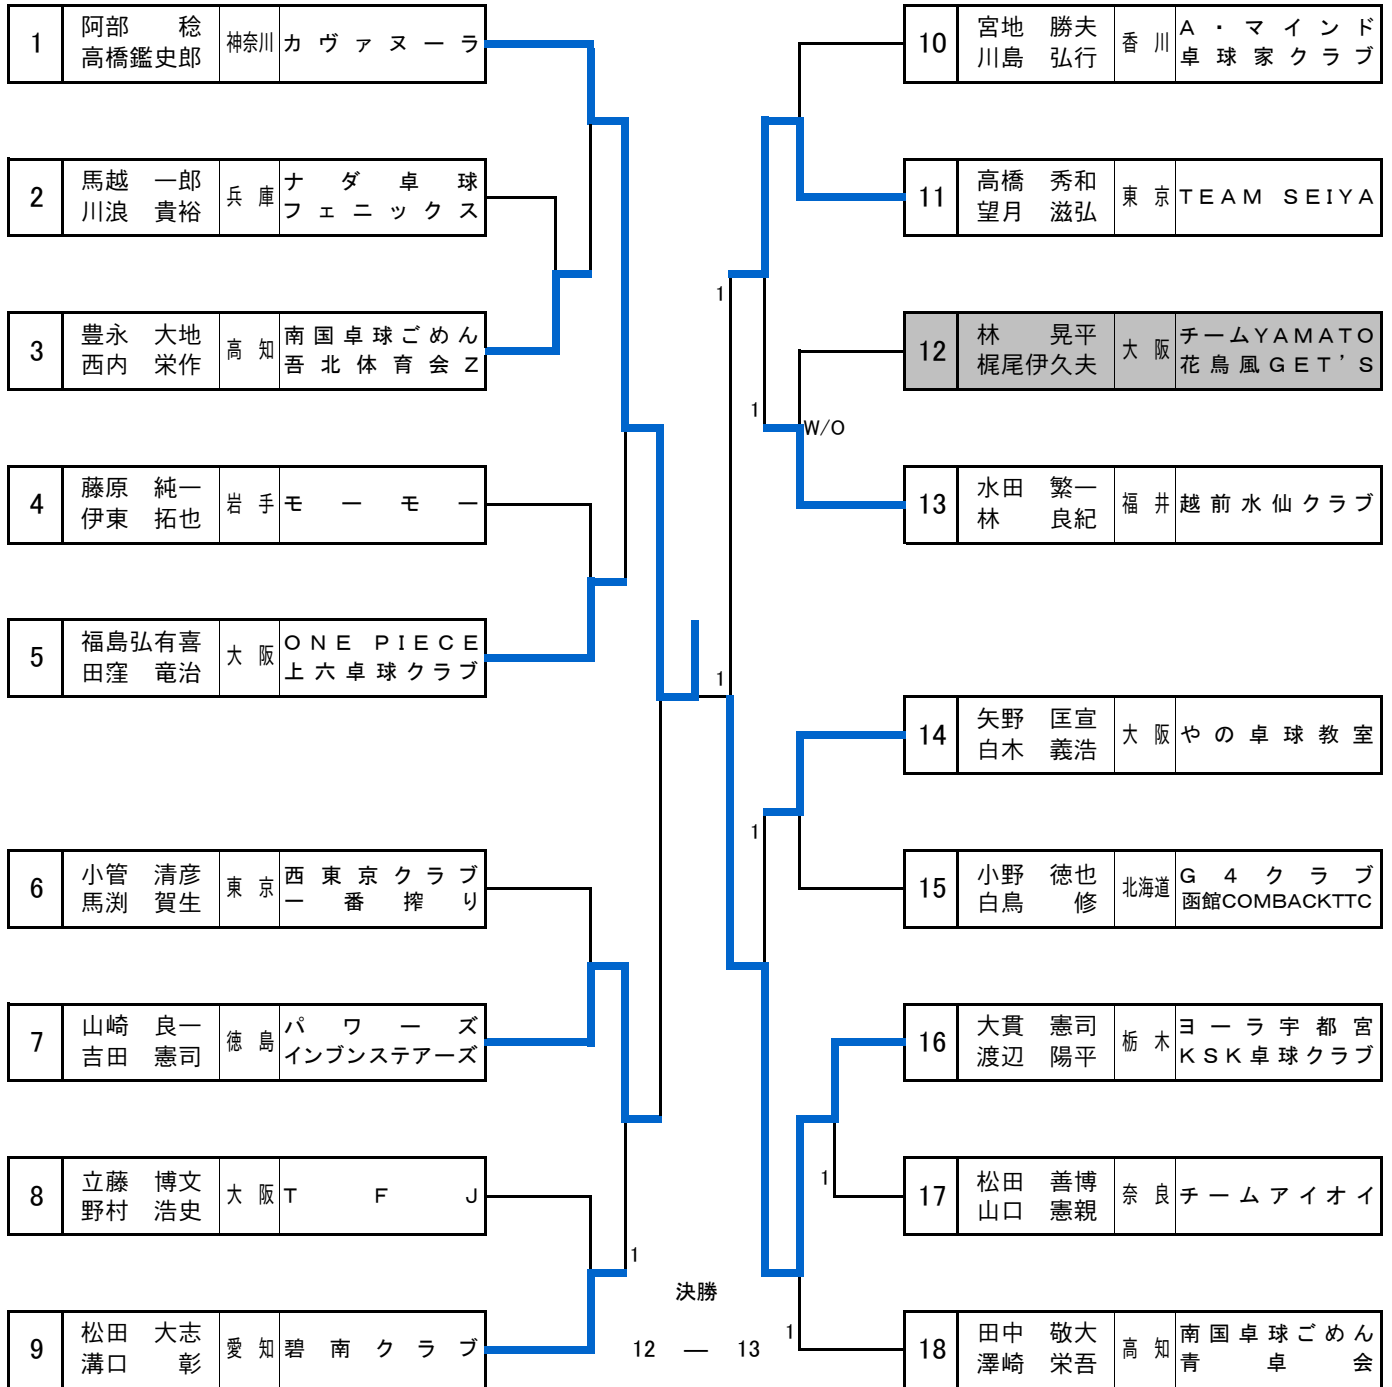 1 阿部 稔 神奈川 カヴァヌーラ
高橋鑑史郎
2 馬越 一郎 兵庫 ナダ卓球
川浪 貴裕 フェニックス
3 豊永 大地 高知 南国卓球ごめん
西内 栄作 吾北体育会Z
4 藤原 純一 岩手 モーモー
伊東 拓也
5 福島弘有喜 大阪 ONE PIECE
田窪 竜治 上六卓球クラブ
6 小管 清彦 東京 西東京クラブ
馬渕 賀生 一番搾り
7 山崎 良一 徳島 パワーズ
吉田 憲司 インブンステアーズ
8 立藤 博文 大阪 TFJ
野村 浩史
9 松田 大志 愛知 碧南クラブ
溝口 彰
10 宮地 勝夫 香川 A・マインド
川島 弘行 卓球家クラブ
11 高橋 秀和 東京 TEAM SEIYA
望月 滋弘
12 林 晃平 大阪 チームYAMATO
梶尾伊久夫 花鳥風GET'S
13 水田 繁一 福井 越前水仙クラブ
林 良紀
14 矢野 匡宣 大阪 やの卓球教室
白木 義浩
15 小野 徳也 北海道 G4クラブ
白鳥 修 函館COMBACKTTC
16 大貫 憲司 栃木 ヨーラ宇都宮
渡辺 陽平 KSK卓球クラブ
17 松田 善博 奈良 チームアイオイ
山口 憲親
18 田中 敬大 高知 南国卓球ごめん
澤崎 栄吾 青卓会
1
1
W/O
1
1
1
1
1
決勝
12 — 13